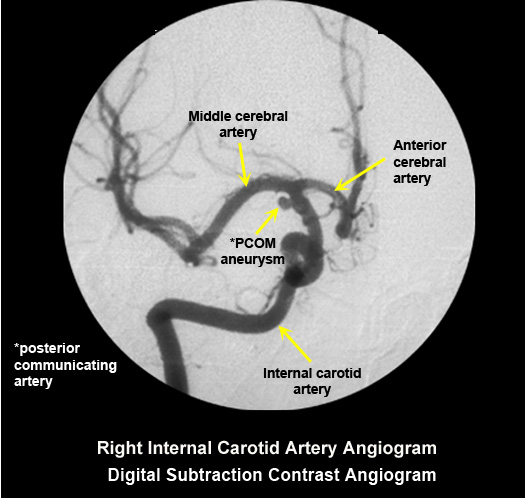 Middle cerebral
artery
Anterior
cerebral
artery
*PCOM
aneurysm
*posterior
communicating
artery
Internal carotid
artery
Right Internal Carotid Artery Angiogram
Digital Subtraction Contrast Angiogram